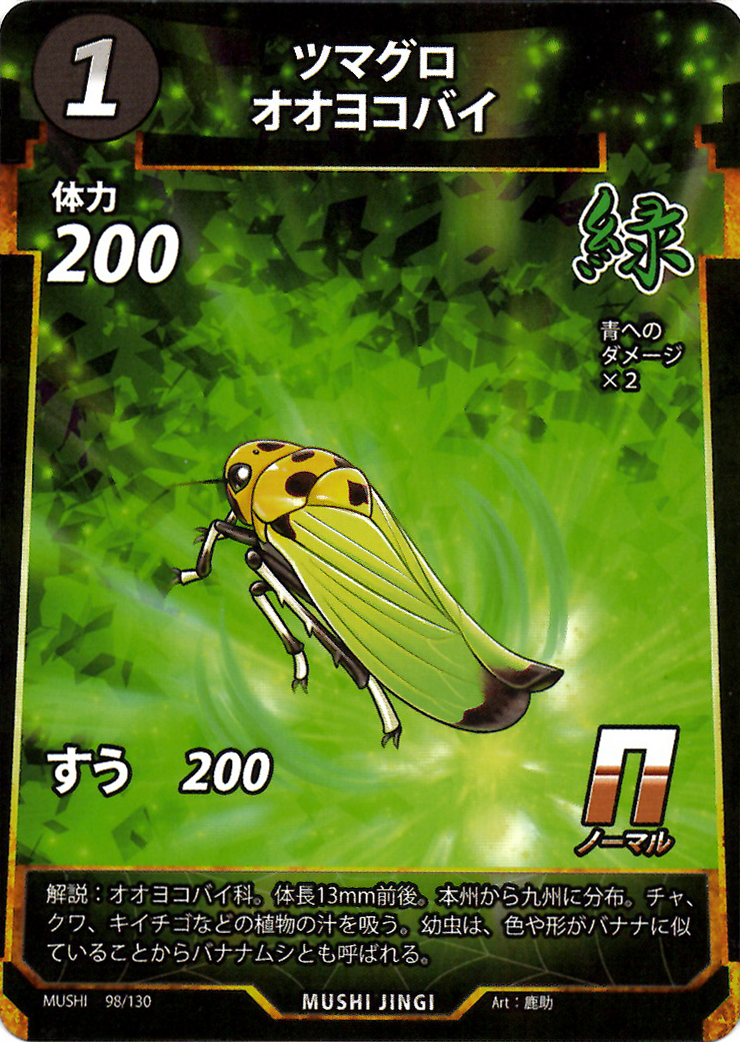 1
ツマグロ
オオヨコバイ
体力
200
緑
青への
ダメージ
×2
すう 200
n
ノーマル
解説：オオヨコバイ科。体長13mm前後。本州から九州に分布。チャ、
クワ、キイチゴなどの植物の汁を吸う。幼虫は、色や形がバナナに似
ていることからバナナムシとも呼ばれる。
MUSHI 98/130
MUSHI JINGI
Art：鹿助